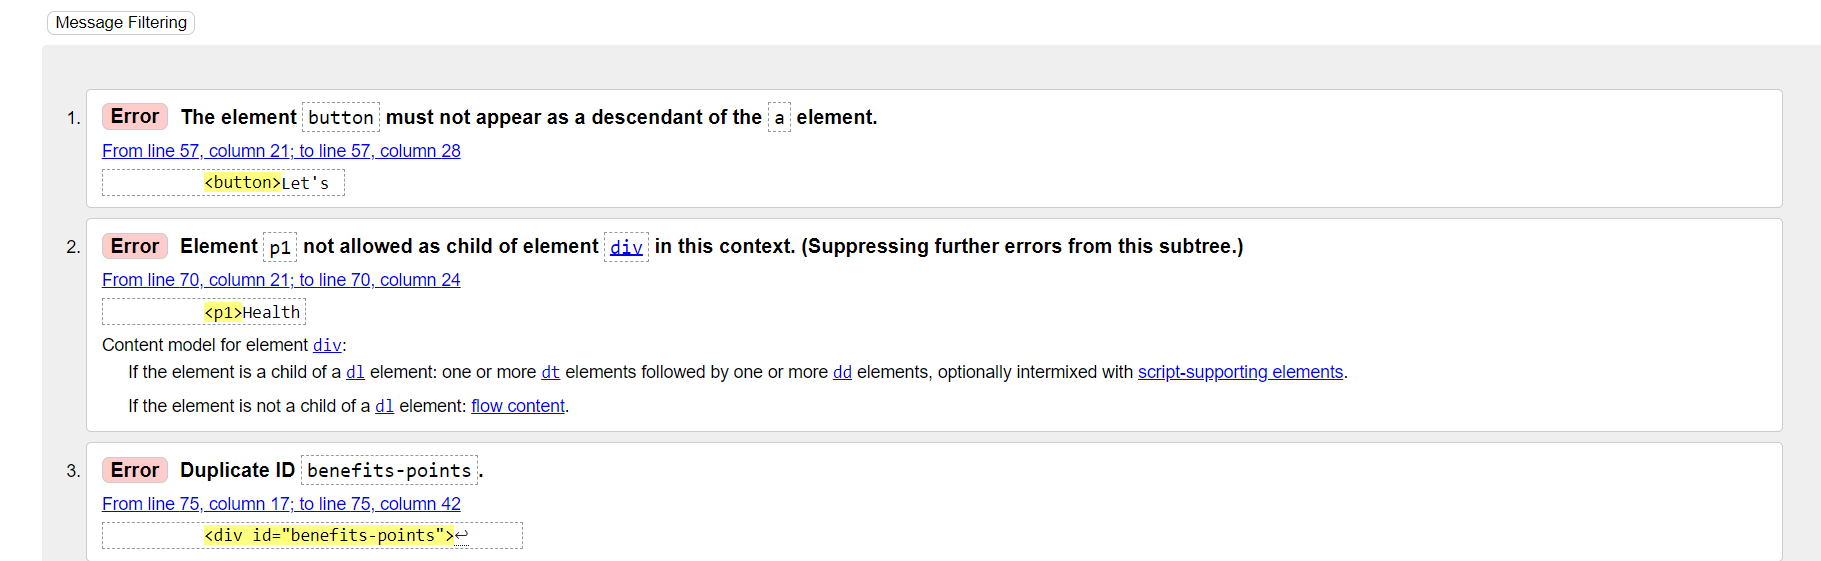 Message Filtering
1. Error The element button must not appear as a descendant of the a element.
From line 57, column 21; to line 57, column 28
<button>Let's
2. Error Element p1 not allowed as child of element div in this context. (Suppressing further errors from this subtree.)
From line 70, column 21; to line 70, column 24
<p1>Health
Content model for element div:
If the element is a child of a dl element: one or more dt elements followed by one or more dd elements, optionally intermixed with script-supporting elements.
If the element is not a child of a dl element: flow content.
3. Error Duplicate ID benefits-points.
From line 75, column 17; to line 75, column 42
<div id="benefits-points">↩